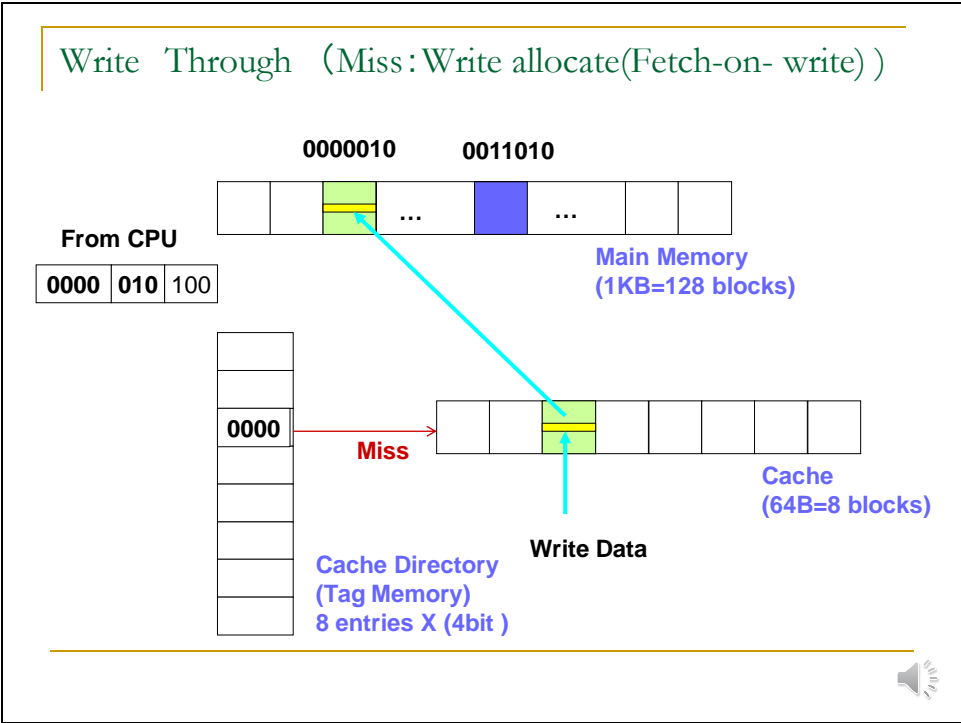 Write Through （Miss：Write allocate(Fetch-on- write) )
0000010 0011010
... ...
From CPU
0000 010 100
Main Memory
(1KB=128 blocks)
0000
Miss
Cache
(64B=8 blocks)
Write Data
Cache Directory
(Tag Memory)
8 entries X (4bit )